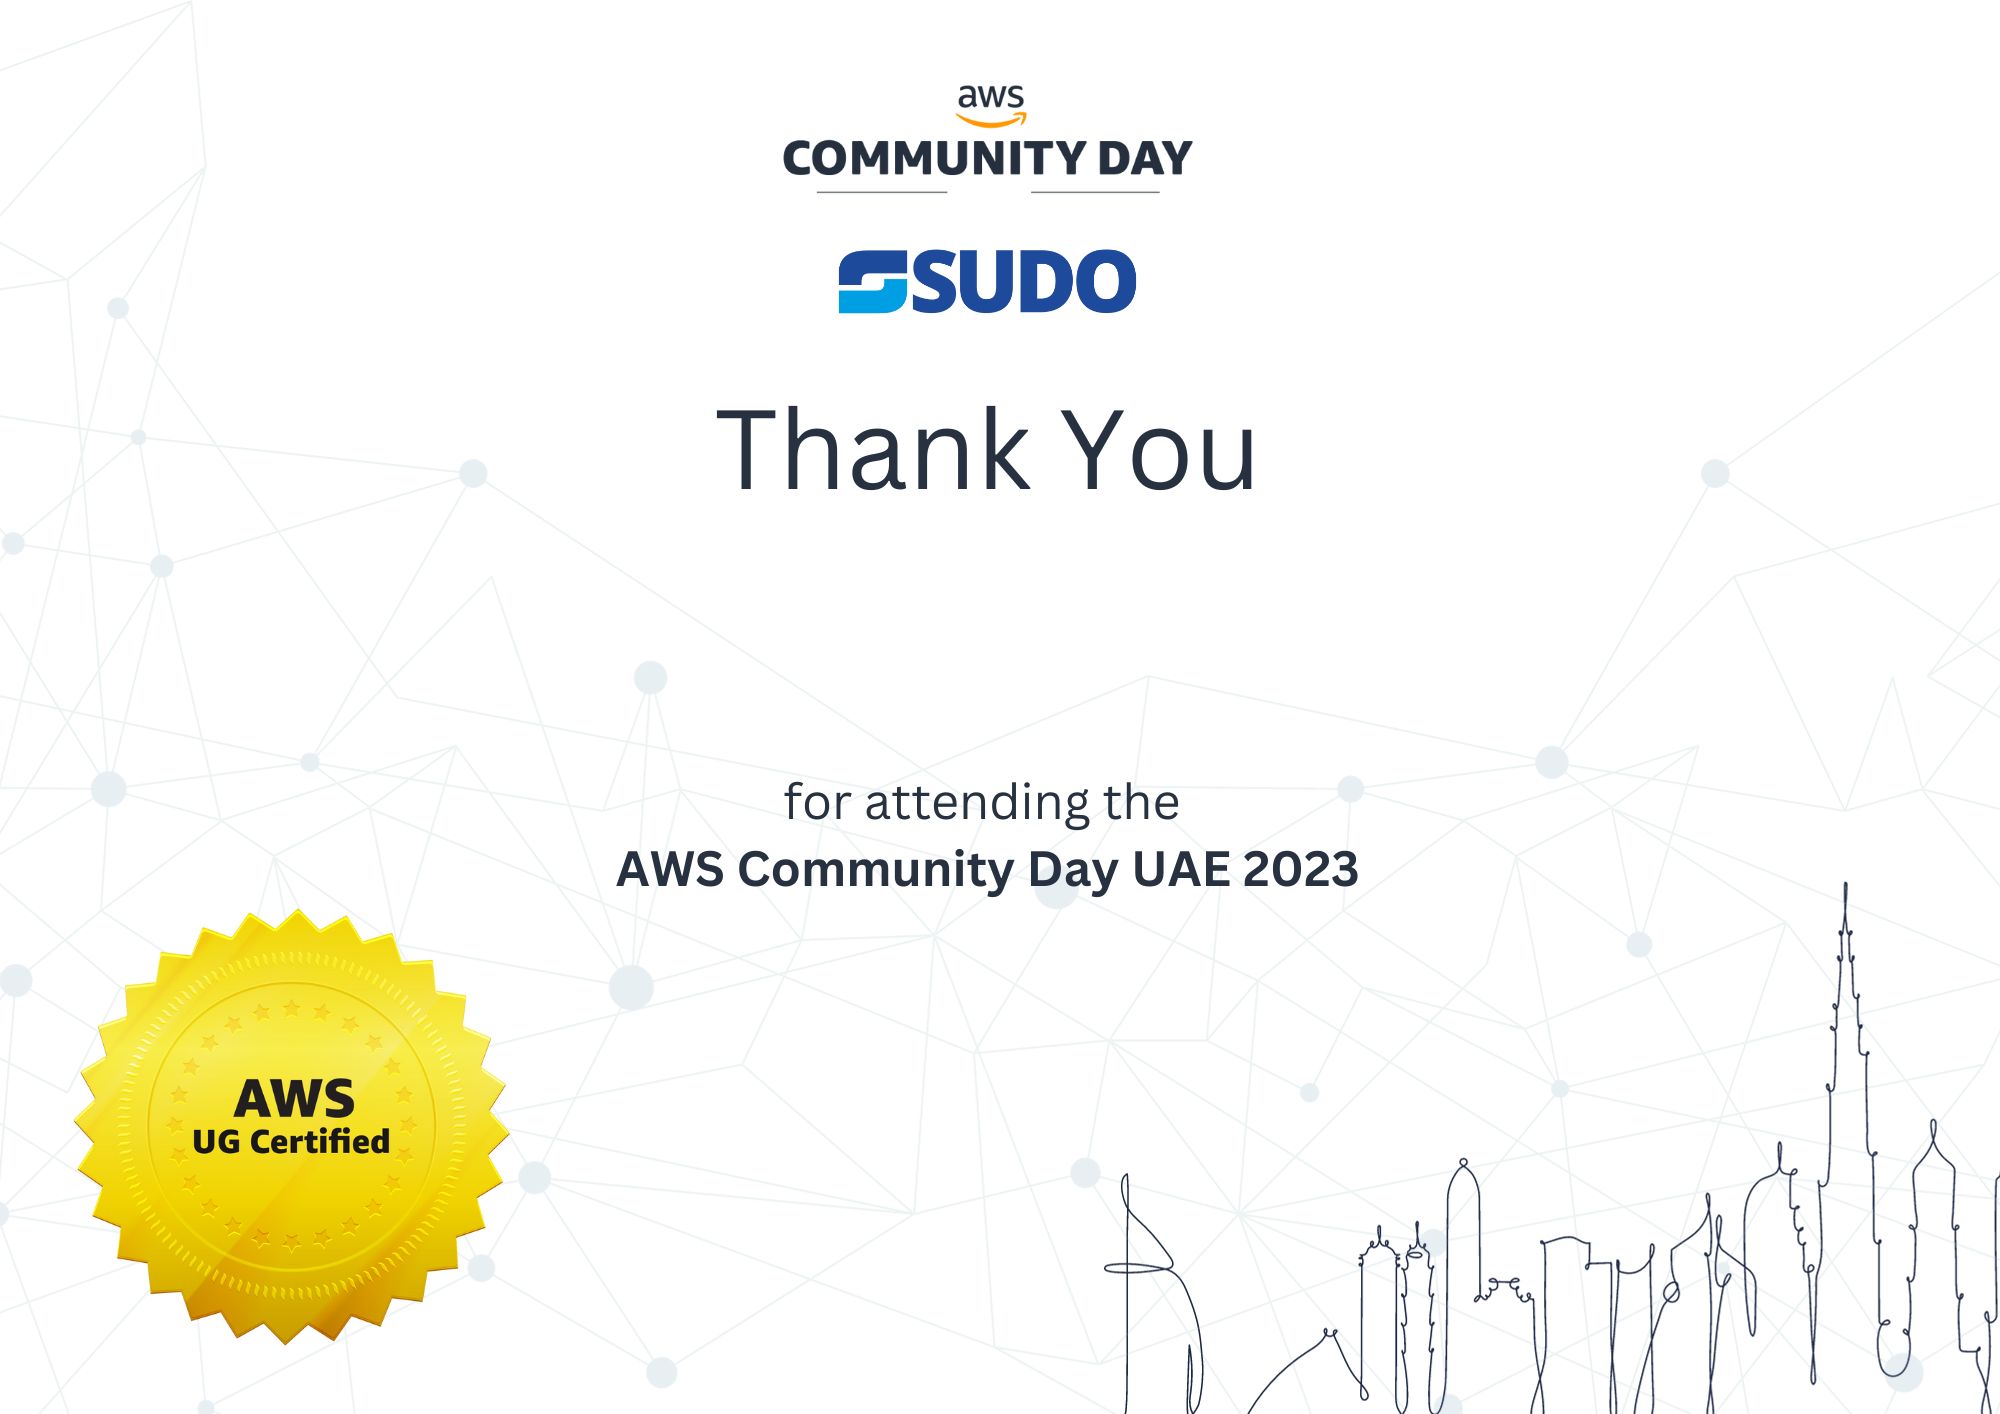 aws
COMMUNITY DAY
SUDO
Thank You
for attending the
AWS Community Day UAE 2023
AWS
UG Certified